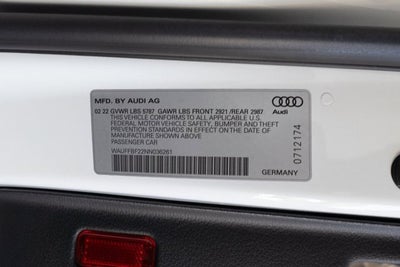 MFD. BY AUDI AG
02 22 GVWR LBS 5787 GAWR LBS FRONT 2921 /REAR 2987
THIS VEHICLE CONFORMS TO ALL APPLICABLE U.S.
FEDERAL MOTOR VEHICLE SAFETY, BUMPER AND THEFT
PREVENTION STANDARDS IN EFFECT ON THE DATE OF
MANUFACTURE SHOWN ABOVE
PASSENGER CAR
WAUFFBF22NN036261
Audi
0712174
GERMANY